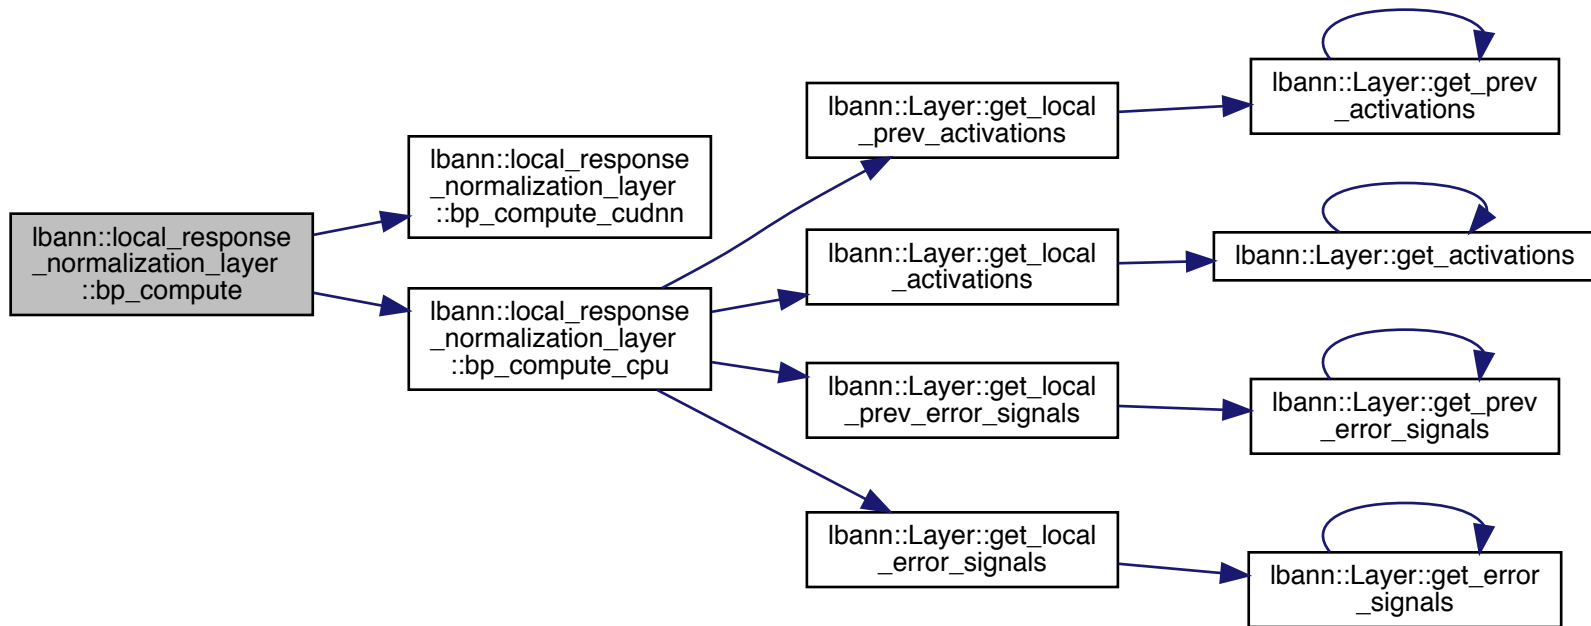 lbann::local_response
_normalization_layer
::bp_compute
lbann::local_response
_normalization_layer
::bp_compute_cudnn
lbann::local_response
_normalization_layer
::bp_compute_cpu
lbann::Layer::get_local
_prev_activations
lbann::Layer::get_prev
_activations
lbann::Layer::get_local
_activations
lbann::Layer::get_activations
lbann::Layer::get_local
_prev_error_signals
lbann::Layer::get_prev
_error_signals
lbann::Layer::get_local
_error_signals
lbann::Layer::get_error
_signals